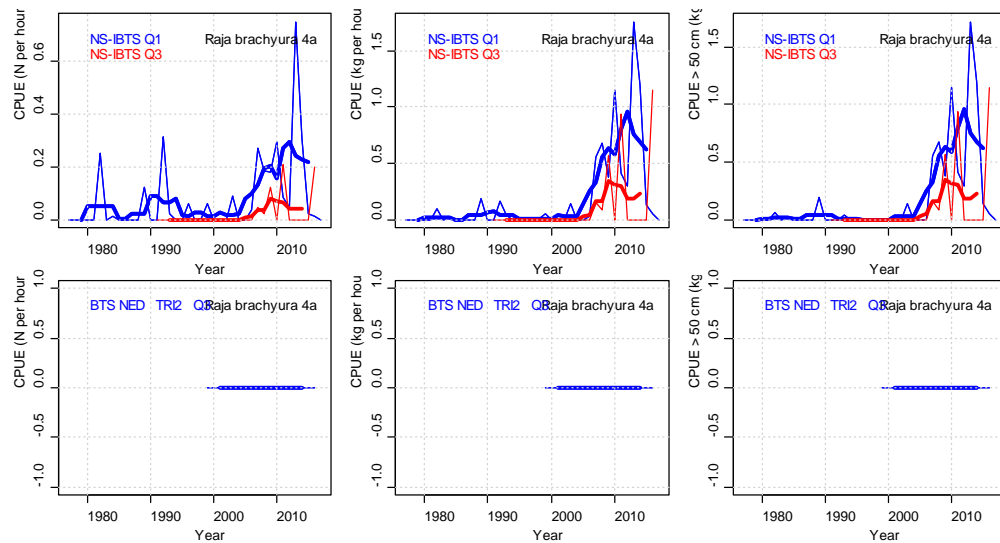 CPUE (N per hour
0.0 0.2 0.4 0.6
NS-IBTS Q1
NS-IBTS Q3
Raja brachyura 4a
1980 1990 2000 2010
Year
CPUE (kg per hou
0.0 0.5 1.0 1.5
NS-IBTS Q1
NS-IBTS Q3
Raja brachyura 4a
1980 1990 2000 2010
Year
CPUE > 50 cm (kg
0.0 0.5 1.0 1.5
NS-IBTS Q1
NS-IBTS Q3
Raja brachyura 4a
1980 1990 2000 2010
Year
CPUE (N per hour
-1.0 -0.5 0.0 0.5 1.0
BTS NED TRI2 Q3
Raja brachyura 4a
1980 1990 2000 2010
Year
CPUE (kg per hou
-1.0 -0.5 0.0 0.5 1.0
BTS NED TRI2 Q3
Raja brachyura 4a
1980 1990 2000 2010
Year
CPUE > 50 cm (kg
-1.0 -0.5 0.0 0.5 1.0
BTS NED TRI2 Q3
Raja brachyura 4a
1980 1990 2000 2010
Year